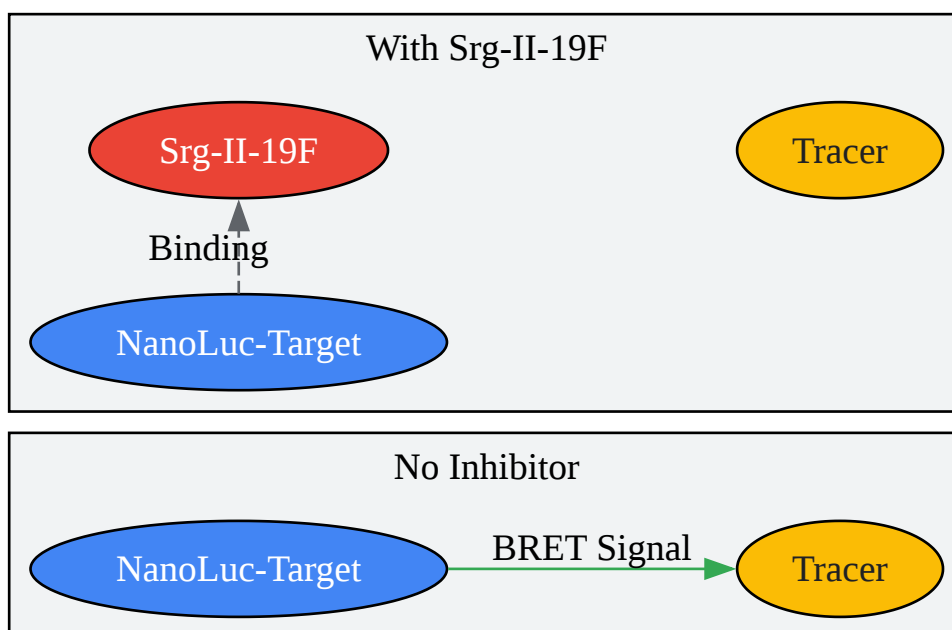 With Srg-II-19F
Srg-II-19F
Tracer
Binding
NanoLuc-Target
No Inhibitor
NanoLuc-Target
BRET Signal
Tracer